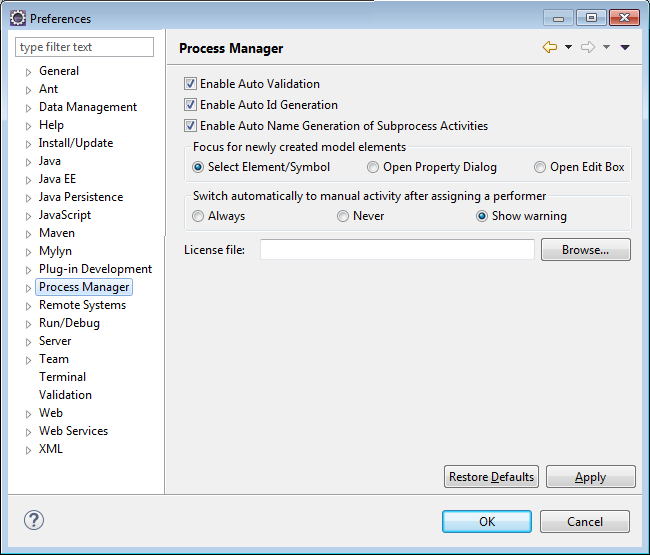 Preferences
type filter text
General
Ant
Data Management
Help
Install/Update
Java
Java EE
Java Persistence
JavaScript
Maven
Mylyn
Plug-in Development
Process Manager
Remote Systems
Run/Debug
Server
Team
Terminal
Validation
Web
Web Services
XML
Process Manager
Enable Auto Validation
Enable Auto Id Generation
Enable Auto Name Generation of Subprocess Activities
Focus for newly created model elements
Select Element/Symbol Open Property Dialog Open Edit Box
Switch automatically to manual activity after assigning a performer
Always Never Show warning
License file: Browse...
Restore Defaults Apply
? OK Cancel